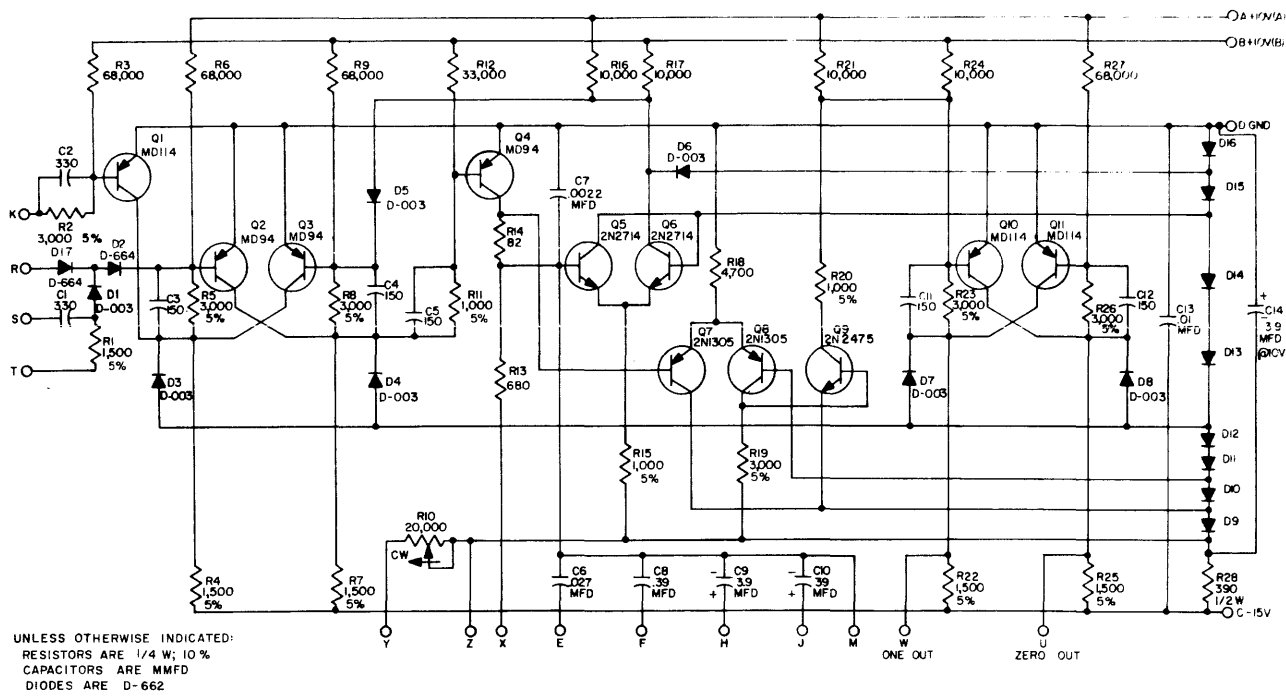 A +10V(A)
B +10V(B)
R3
68,000
R6
68,000
R9
68,000
R12
33,000
R16
10,000
R17
10,000
R21
10,000
R24
10,000
R27
68,000
D GND
C2
330
Q1
MD114
Q4
MD94
D6
D-003
D16
D15
K
R2
3,000 5%
D5
D-003
C7
.0022
MFD
R14
82
Q2
MD94
Q3
MD94
Q5
2N2714
Q6
2N2714
Q10
MD114
Q11
MD114
D17
D-664
D2
D-664
R
R18
4,700
R20
1,000
5%
D14
C3
150
R5
3,000
5%
R8
3,000
5%
C4
150
C5
150
R11
1,000
5%
C11
150
R23
3,000
5%
R26
3,000
5%
C12
150
C13
.01
MFD
+
C14
-
3.9
MFD
@10V
S
C1
330
D1
D-003
R1
1,500
5%
T
Q7
2N1305
Q8
2N1305
Q9
2N2475
D13
D3
D-003
D4
D-003
R13
680
D7
D-003
D8
D-003
D12
D11
D10
D9
R15
1,000
5%
R19
3,000
5%
R10
20,000
CW
R4
1,500
5%
R7
1,500
5%
C6
.027
MFD
C8
.39
MFD
-
C9
3.9
+ MFD
-
C10
39
+ MFD
R22
1,500
5%
R25
1,500
5%
R28
390
1/2 W
C -15V
Y
Z
X
E
F
H
J
M
W
ONE OUT
U
ZERO OUT
UNLESS OTHERWISE INDICATED:
RESISTORS ARE 1/4 W; 10%
CAPACITORS ARE MMFD
DIODES ARE D-662